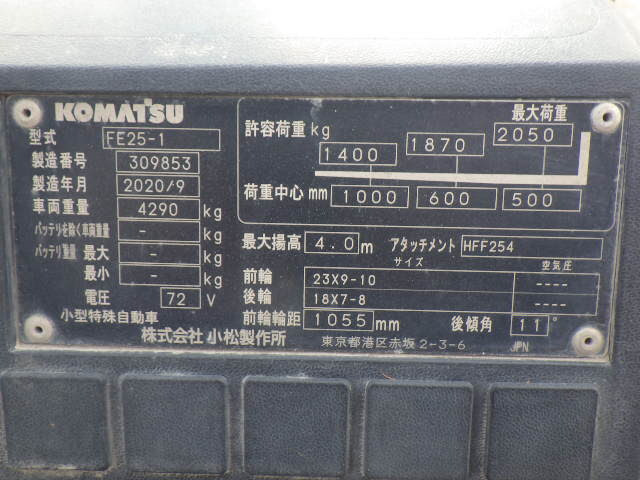 KOMATSU
型式 FE25-1
製造番号 309853
製造年月 2020/9
車両重量 4290 kg
バッテリを除く車両重量 - kg
バッテリ重量 最大 - kg
最小 - kg
電圧 72 V
小型特殊自動車
最大荷重
許容荷重 kg 1400 1870 2050
荷重中心 mm 1000 600 500
最大揚高 4.0 m アタッチメント HFF254
サイズ 空気圧
前輪 23X9-10 ----
後輪 18X7-8 ----
前輪輪距 1055 mm 後傾角 11°
株式会社 小松製作所 東京都港区赤坂 2-3-6 JPN